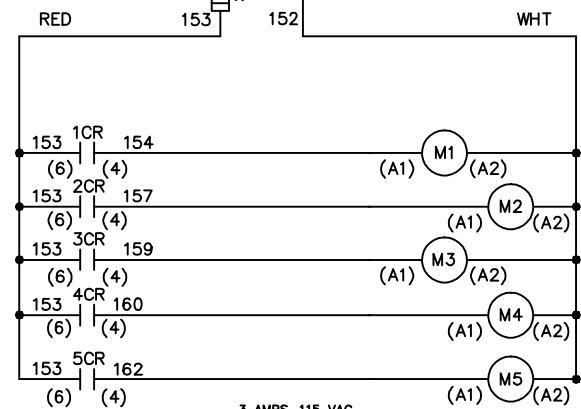 RED 153 152 WHT
1CR
153 154 M1
(6) (4) (A1) (A2)
2CR
153 157 M2
(6) (4) (A1) (A2)
3CR
153 159 M3
(6) (4) (A1) (A2)
4CR
153 160 M4
(6) (4) (A1) (A2)
5CR
153 162 M5
(6) (4) (A1) (A2)
3 AMPS 115 VAC